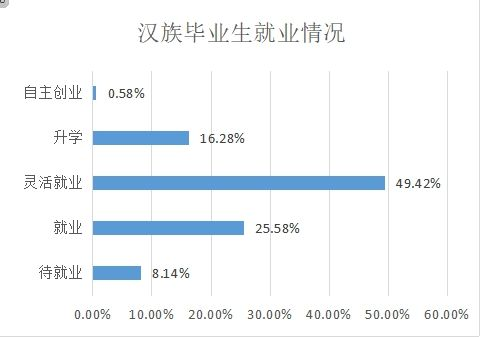 汉族毕业生就业情况
自主创业 0.58%
升学 16.28%
灵活就业 49.42%
就业 25.58%
待就业 8.14%
0.00% 10.00% 20.00% 30.00% 40.00% 50.00% 60.00%